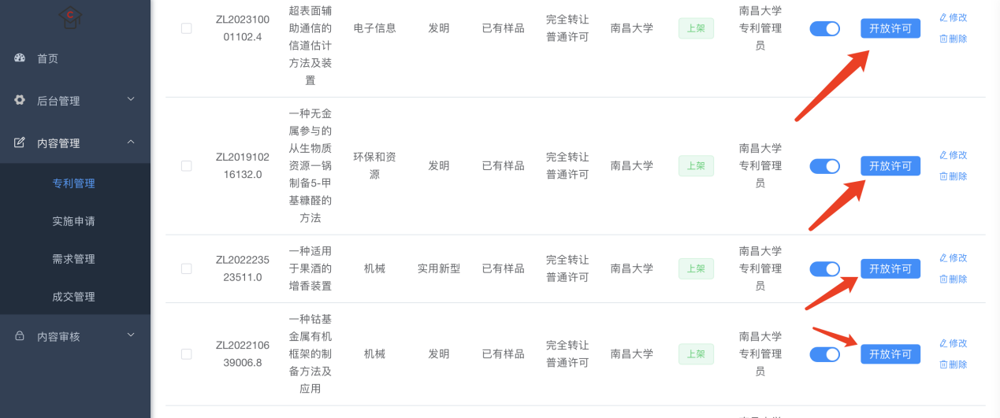 C
首页
后台管理
内容管理
专利管理
实施申请
需求管理
成交管理
内容审核
ZL2023100
01102.4
超表面辅
助通信的
信道估计
方法及装
置
电子信息
发明
已有样品
完全转让
普通许可
南昌大学
上架
南昌大学
专利管理
员
开放许可
修改
删除
ZL2019102
16132.0
一种无金
属参与的
从生物质
资源一锅
制备5-甲
基糠醛的
方法
环保和资
源
发明
已有样品
完全转让
普通许可
南昌大学
上架
南昌大学
专利管理
员
开放许可
修改
删除
ZL2022235
23511.0
一种适用
于果酒的
增香装置
机械
实用新型
已有样品
完全转让
普通许可
南昌大学
上架
南昌大学
专利管理
员
开放许可
修改
删除
ZL2022106
39006.8
一种钴基
金属有机
框架的制
备方法及
应用
机械
发明
已有样品
完全转让
普通许可
南昌大学
上架
南昌大学
专利管理
员
开放许可
修改
删除